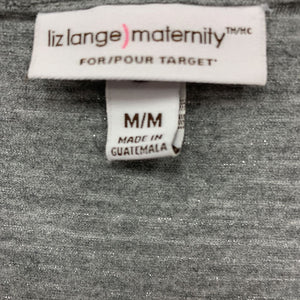 liz lange)maternity™/MC
FOR/POUR TARGET®
M/M
MADE IN
GUATEMALA